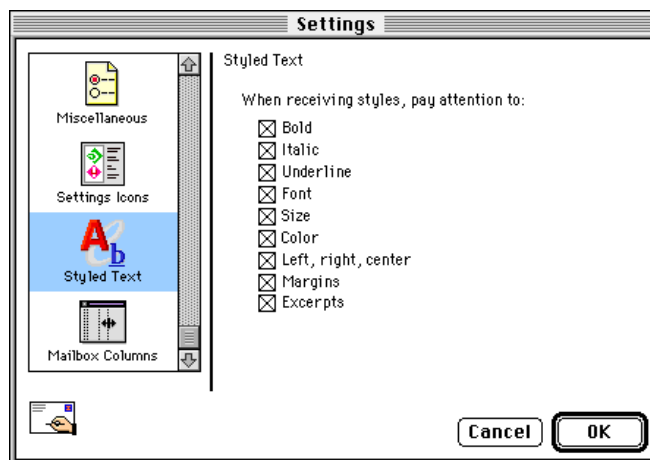 Settings
Miscellaneous
Settings Icons
Styled Text
Mailbox Columns
Styled Text
When receiving styles, pay attention to:
Bold
Italic
Underline
Font
Size
Color
Left, right, center
Margins
Excerpts
Cancel
OK